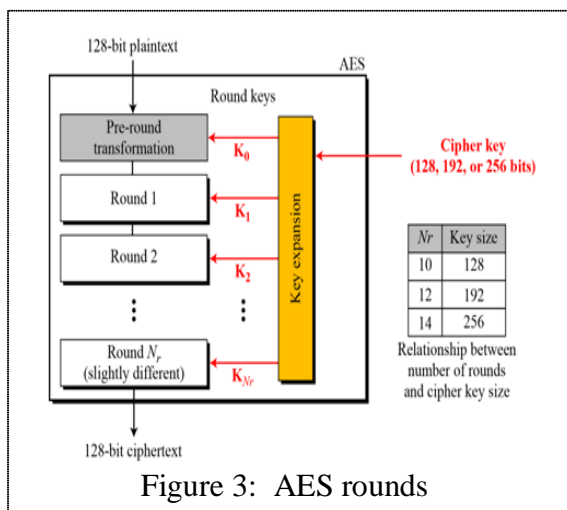 128-bit plaintext
AES
Round keys
Pre-round
transformation
K0
Cipher key
(128, 192, or 256 bits)
Round 1
K1
Key expansion
Round 2
K2
Nr Key size
10 128
12 192
14 256
Relationship between
number of rounds
and cipher key size
Round Nr
(slightly different)
KNr
128-bit ciphertext
Figure 3: AES rounds